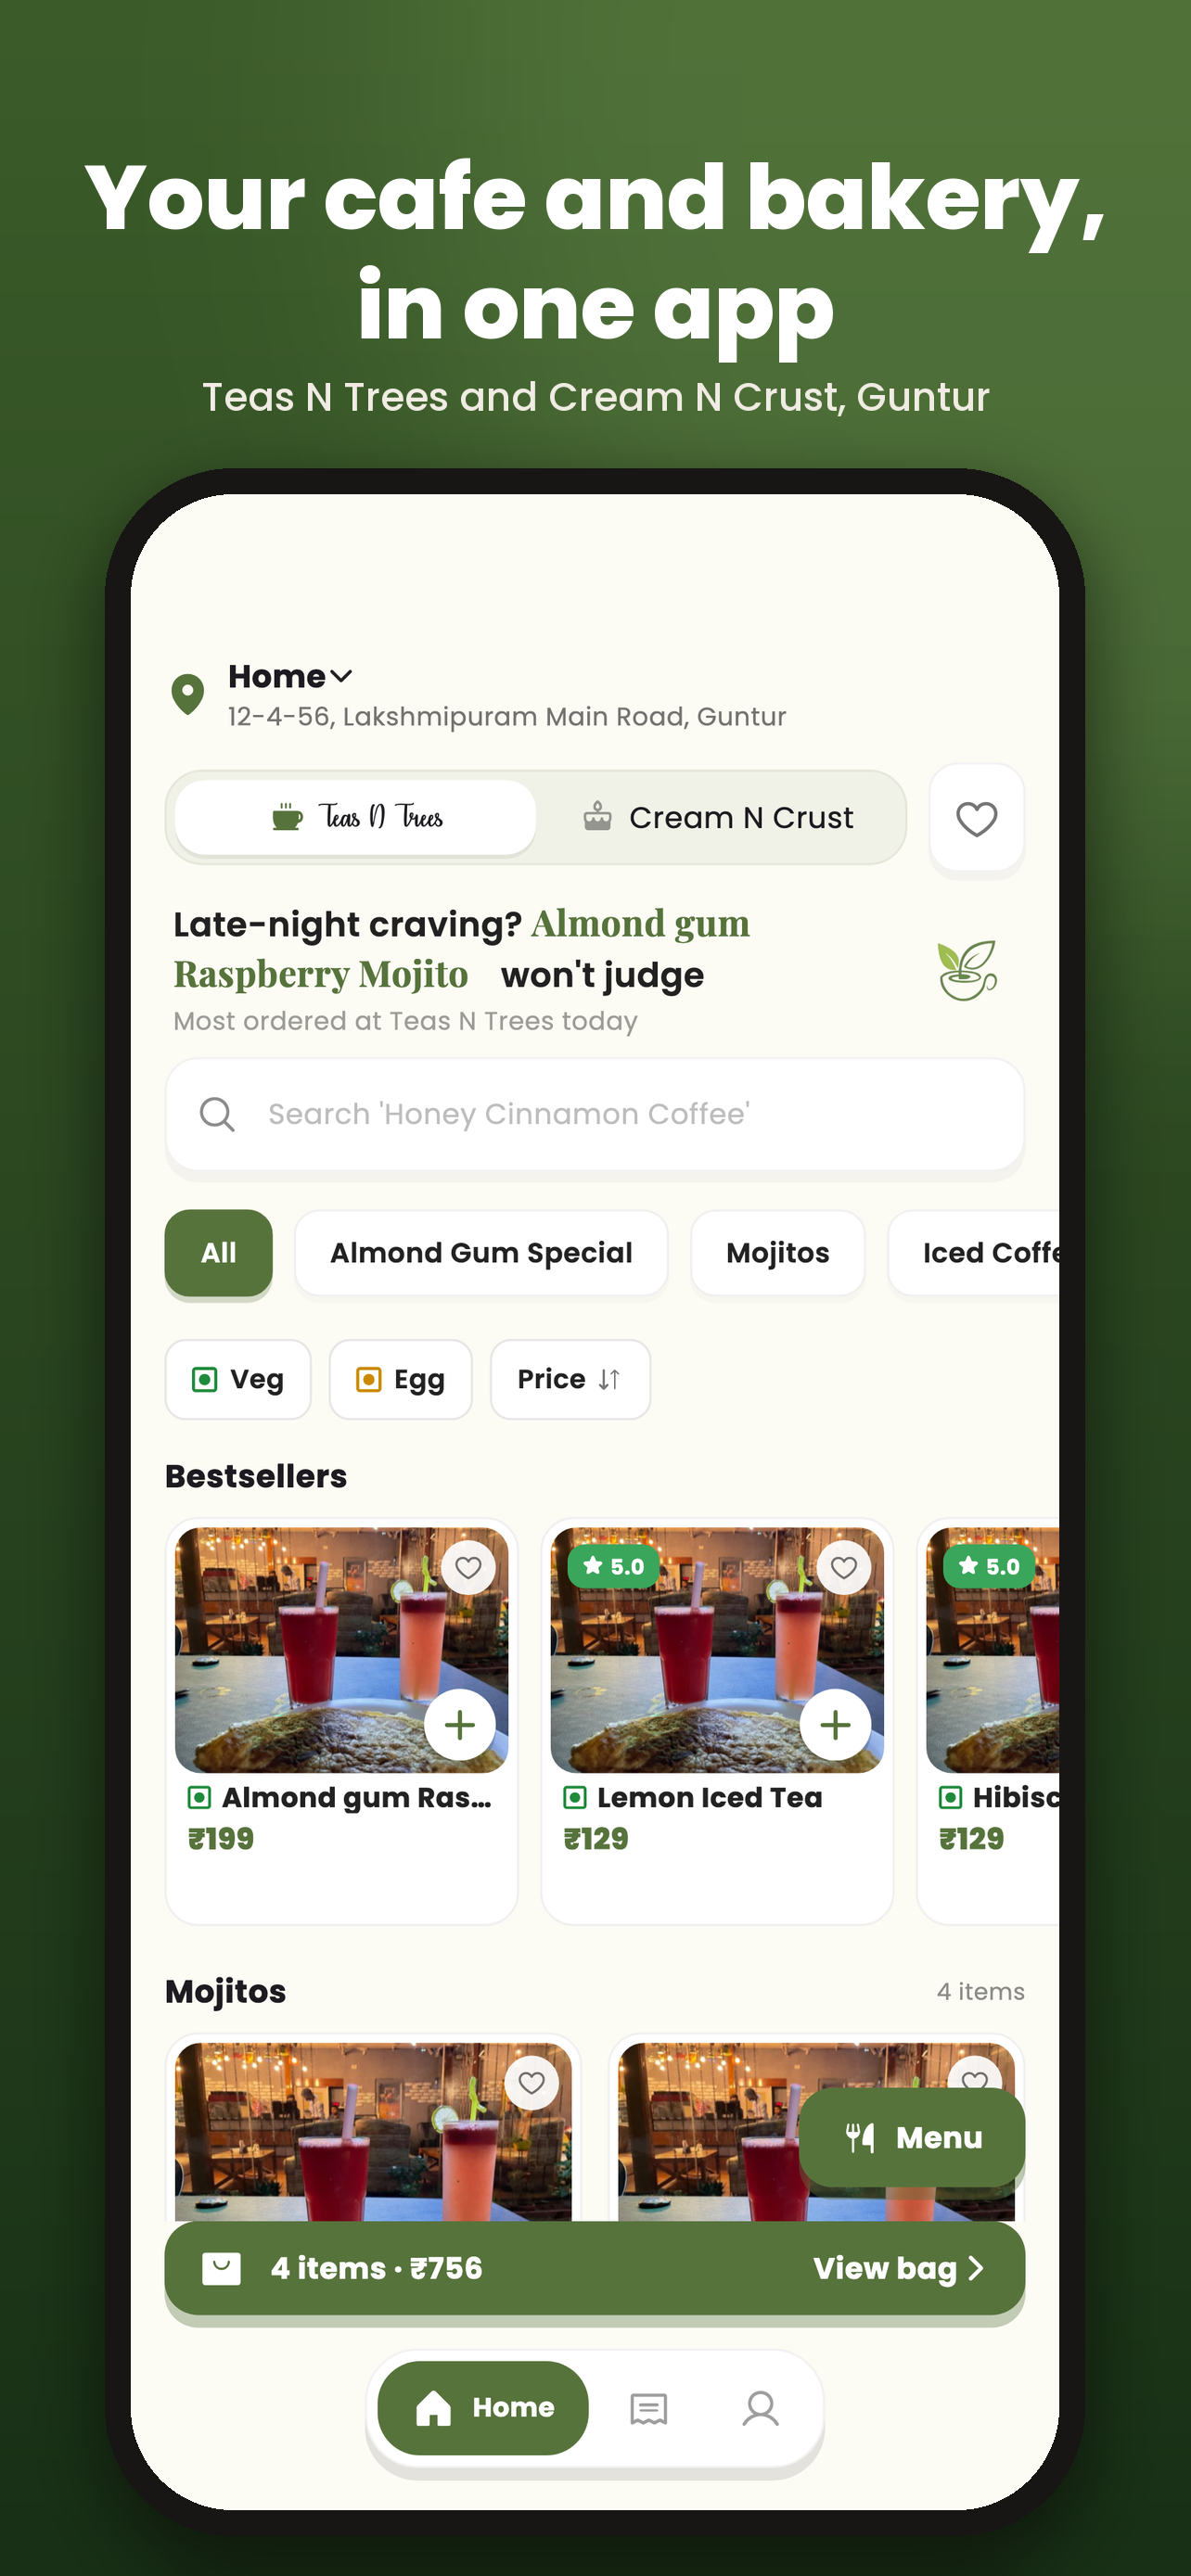 Your cafe and bakery,
in one app
Teas N Trees and Cream N Crust, Guntur
Home
12-4-56, Lakshmipuram Main Road, Guntur
Teas N Trees
Cream N Crust
Late-night craving? Almond gum
Raspberry Mojito won't judge
Most ordered at Teas N Trees today
Search 'Honey Cinnamon Coffee'
All
Almond Gum Special
Mojitos
Iced Coffe
Veg
Egg
Price
Bestsellers
5.0
5.0
Almond gum Ras...
Lemon Iced Tea
Hibisc
₹199
₹129
₹129
Mojitos
4 items
Menu
4 items · ₹756
View bag
Home